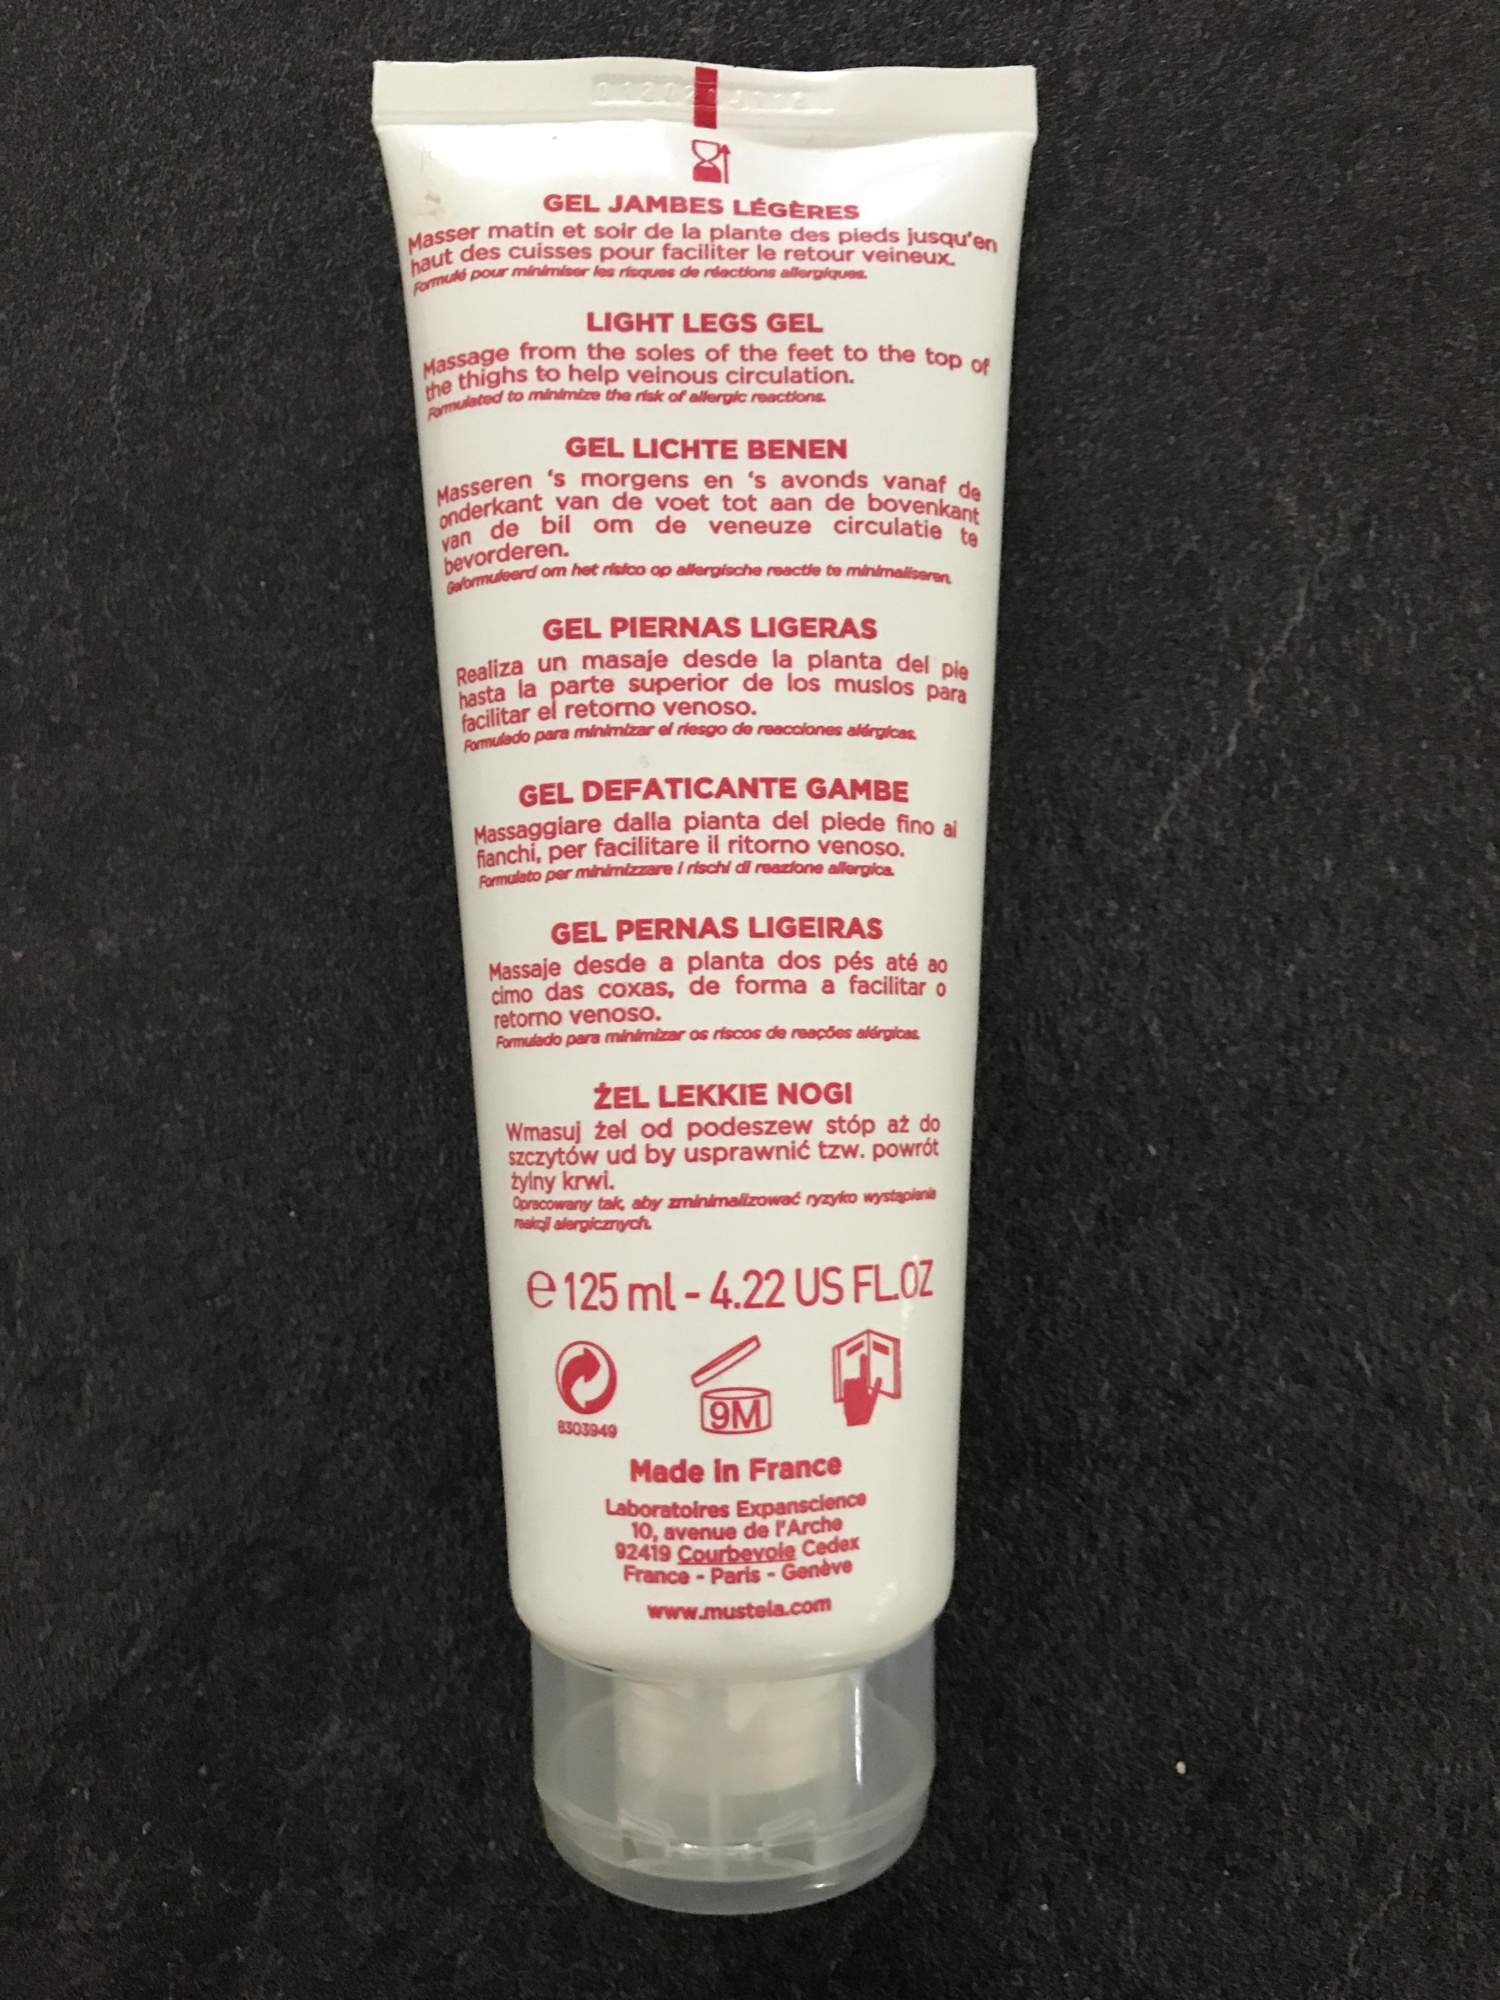 GEL JAMBES LÉGÈRES
Masser matin et soir de la plante des pieds jusqu'en
haut des cuisses pour faciliter le retour veineux.
Formulé pour minimiser les risques de réactions allergiques.
LIGHT LEGS GEL
Massage from the soles of the feet to the top of
the thighs to help veinous circulation.
Formulated to minimize the risk of allergic reactions.
GEL LICHTE BENEN
Masseren 's morgens en 's avonds vanaf de
onderkant van de voet tot aan de bovenkant
van de bil om de veneuze circulatie te
bevorderen.
Geformuleerd om het risico op allergische reactie te minimaliseren.
GEL PIERNAS LIGERAS
Realiza un masaje desde la planta del pie
hasta la parte superior de los muslos para
facilitar el retorno venoso.
Formulado para minimizar el riesgo de reacciones alérgicas.
GEL DEFATICANTE GAMBE
Massaggiare dalla pianta del piede fino ai
fianchi, per facilitare il ritorno venoso.
Formulato per minimizzare i rischi di reazione allergica.
GEL PERNAS LIGEIRAS
Massaje desde a planta dos pés até ao
cimo das coxas, de forma a facilitar o
retorno venoso.
Formulado para minimizar os riscos de reações alérgicas.
ŻEL LEKKIE NOGI
Wmasuj żel od podeszew stóp aż do
szczytów ud by usprawnić tzw. powrót
żylny krwi.
Opracowany tak, aby zminimalizować ryzyko wystąpienia
reakcji alergicznych.
℮ 125 ml - 4.22 US FL.OZ
9M
8303949
Made in France
Laboratoires Expanscience
10, avenue de l'Arche
92419 Courbevoie Cedex
France - Paris - Genève
www.mustela.com